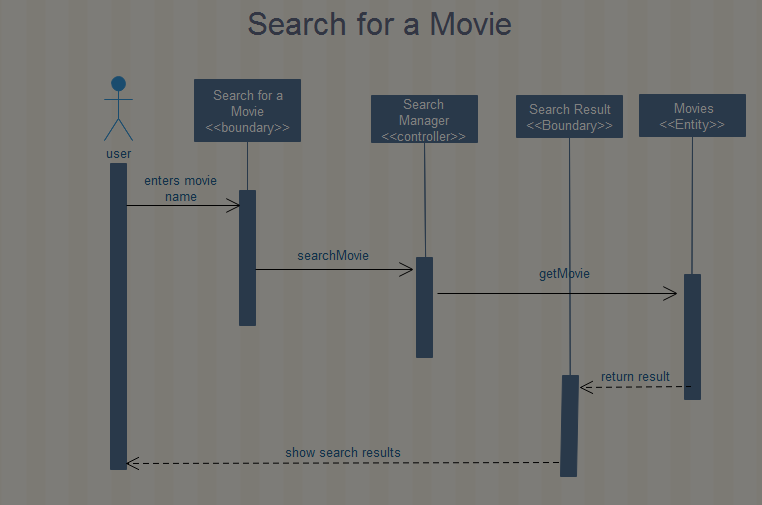 Search for a Movie
Search for a
Movie
<<boundary>>
Search
Manager
<<controller>>
Search Result
<<Boundary>>
Movies
<<Entity>>
user
enters movie
name
searchMovie
getMovie
return result
show search results